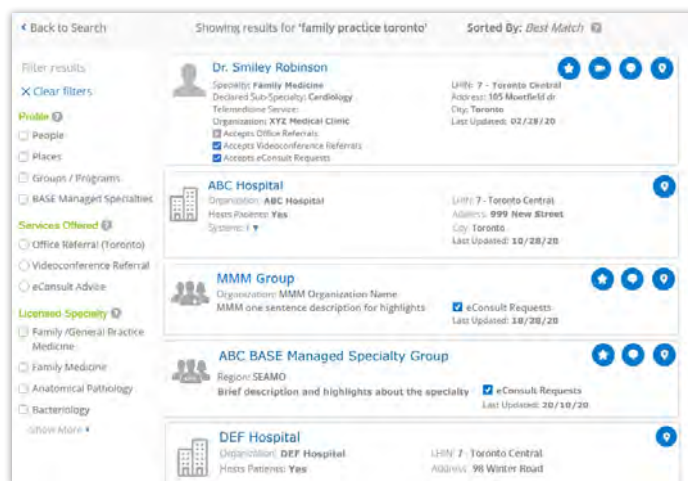 Back to Search
Showing results for 'family practice toronto'
Sorted By: Best Match
Filter results
Clear filters
Profile
People
Places
Groups / Programs
BASE Managed Specialties
Services Offered
Office Referral (Toronto)
Videoconference Referral
eConsult Advice
Licensed Specialty
Family /General Practice
Medicine
Family Medicine
Anatomical Pathology
Bacteriology
Show More
Dr. Smiley Robinson
Specialty: Family Medicine
Declared Sub-Specialty: Cardiology
Telemedicine Service:
Organization: XYZ Medical Clinic
Accepts Office Referrals
Accepts Videoconference Referrals
Accepts eConsult Requests
LHIN: 7 - Toronto Central
Address: 105 Montfield dr
City: Toronto
Last Updated: 02/28/20
ABC Hospital
Organization: ABC Hospital
Hosts Patients: Yes
Systems: 1
LHIN: 7 - Toronto Central
Address: 999 New Street
City: Toronto
Last Updated: 10/28/20
MMM Group
Organization: MMM Organization Name
MMM one sentence description for highlights
eConsult Requests
Last Updated: 10/20/20
ABC BASE Managed Specialty Group
Region: SEAMO
Brief description and highlights about the specialty
eConsult Requests
Last Updated: 20/10/20
DEF Hospital
Organization: DEF Hospital
Hosts Patients: Yes
LHIN: 7 - Toronto Central
Address: 98 Winter Road